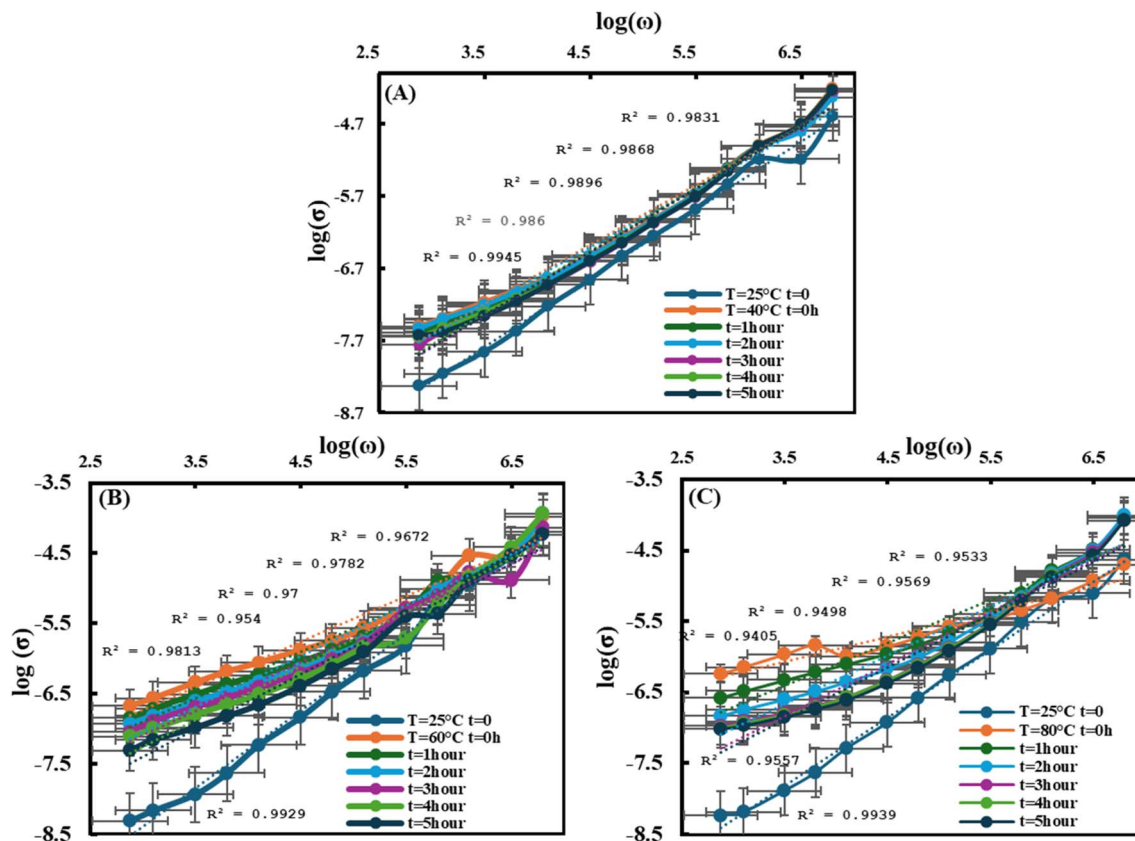 log(ω)
2.5 3.5 4.5 5.5 6.5
(A)
R² = 0.9831
-4.7
R² = 0.9868
R² = 0.9896
-5.7
R² = 0.986
log(σ)
R² = 0.9945
-6.7
T=25°C t=0
T=40°C t=0h
-7.7
t=1hour
t=2hour
t=3hour
t=4hour
t=5hour
-8.7
log(ω)
2.5 3.5 4.5 5.5 6.5
-3.5
(B)
R² = 0.9672
-4.5
R² = 0.9782
R² = 0.97
R² = 0.954
-5.5
R² = 0.9813
log (σ)
-6.5
T=25°C t=0
T=60°C t=0h
t=1hour
-7.5
t=2hour
t=3hour
t=4hour
R² = 0.9929
t=5hour
-8.5
log(ω)
2.5 3.5 4.5 5.5 6.5
-3.5
(C)
-4.5
R² = 0.9533
R² = 0.9569
R² = 0.9498
-5.5
R² = 0.9405
log(σ)
-6.5
T=25°C t=0
T=80°C t=0h
R² = 0.9557
t=1hour
-7.5
t=2hour
t=3hour
t=4hour
R² = 0.9939
t=5hour
-8.5